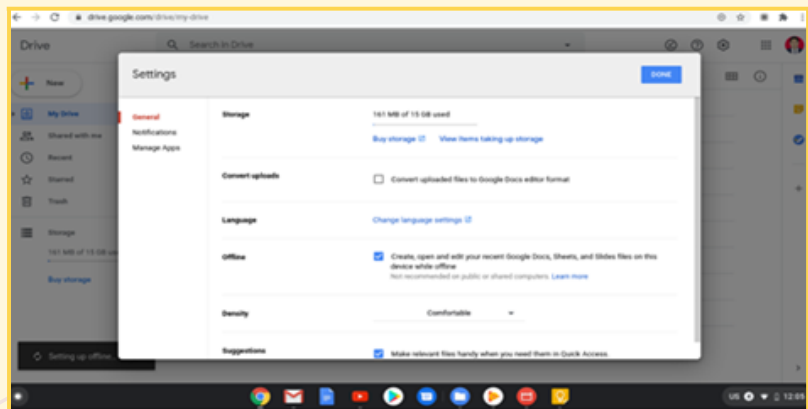 drive.google.com/drive/my-drive
Drive
Search in Drive
New
My Drive
Shared with me
Recent
Starred
Trash
Storage
161 MB of 15 GB us
Buy storage
Setting up offline...
Settings
DONE
General
Notifications
Manage Apps
Storage
161 MB of 15 GB used
Buy storage
View items taking up storage
Convert uploads
Convert uploaded files to Google Docs editor format
Language
Change language settings
Offline
Create, open and edit your recent Google Docs, Sheets, and Slides files on this
device while offline
Not recommended on public or shared computers. Learn more
Density
Comfortable
Suggestions
Make relevant files handy when you need them in Quick Access.
US
12:05